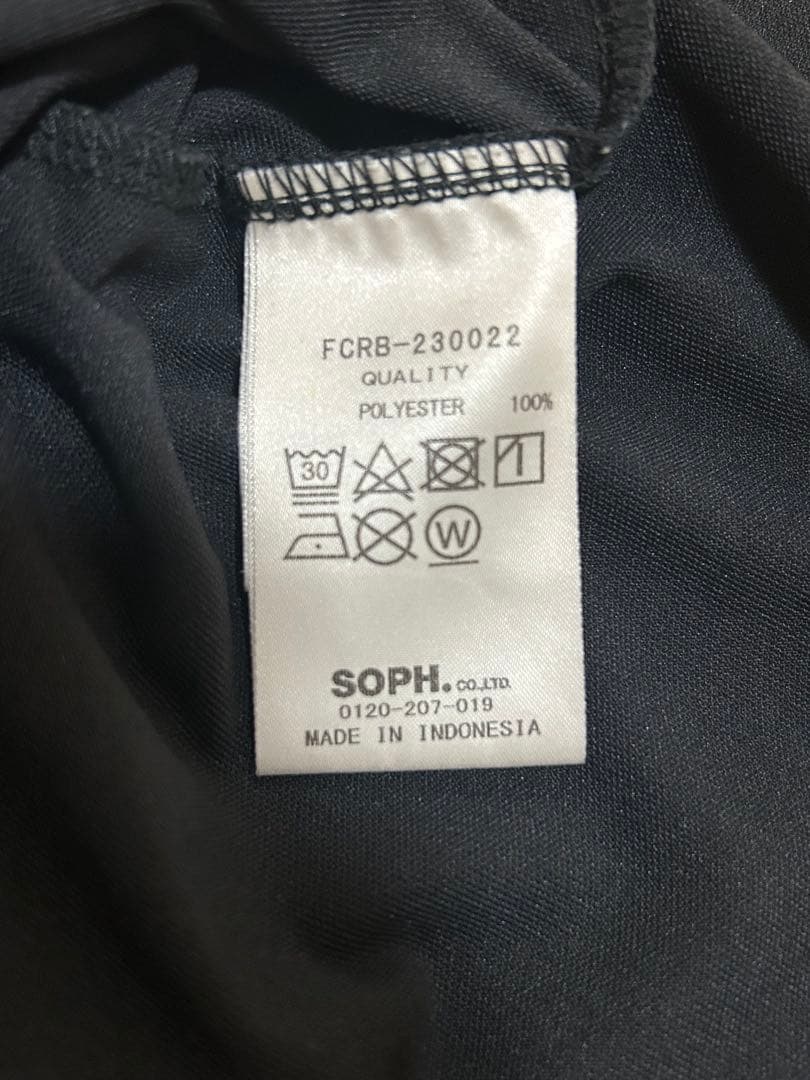 FCRB-230022
QUALITY
POLYESTER 100%
30
W
SOPH. CO.,LTD.
0120-207-019
MADE IN INDONESIA